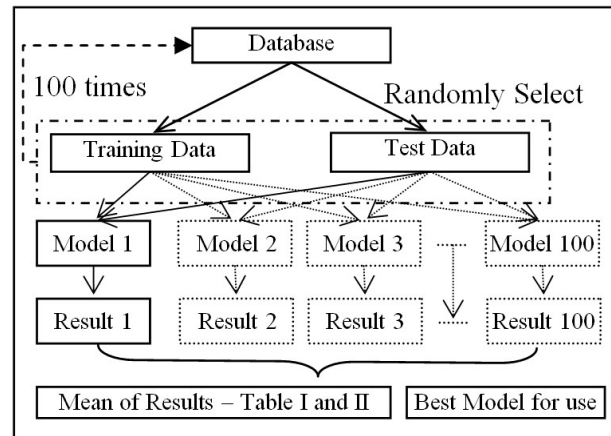 Database
100 times
Randomly Select
Training Data
Test Data
Model 1
Model 2
Model 3
Model 100
Result 1
Result 2
Result 3
Result 100
Mean of Results – Table I and II
Best Model for use